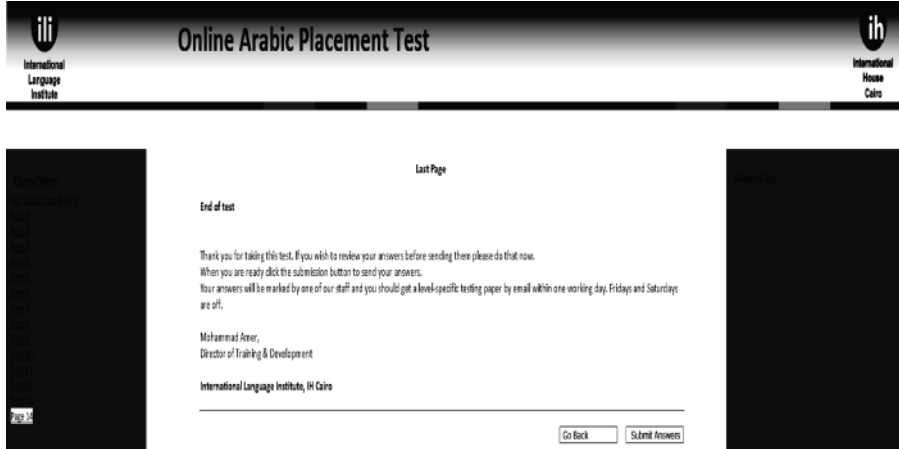 ili
International
Language
Institute
Online Arabic Placement Test
ih
International
House
Cairo
Questions
Answers Log
Last Page
End of test
Thank you for taking this test. If you wish to review your answers before sending them please do that now.
When you are ready click the submission button to send your answers.
Your answers will be marked by one of our staff and you should get a level-specific testing paper by email within one working day. Fridays and Saturdays
are off.
Mohammad Amer,
Director of Training & Development
International Language Institute, IH Cairo
Page 14
Go Back
Submit Answers